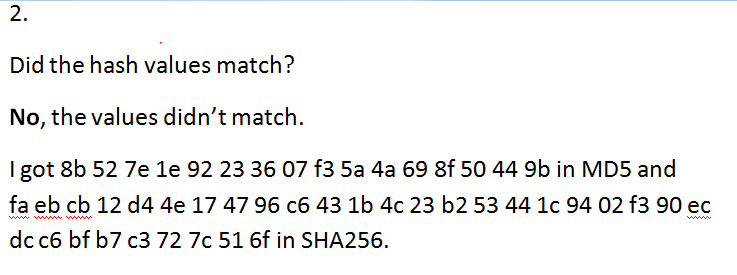 2.
Did the hash values match?
No, the values didn't match.
I got 8b 52 7e 1e 92 23 36 07 f3 5a 4a 69 8f 50 44 9b in MD5 and
fa eb cb 12 d4 4e 17 47 96 c6 43 1b 4c 23 b2 53 44 1c 94 02 f3 90 ec
dc c6 bf b7 c3 72 7c 51 6f in SHA256.